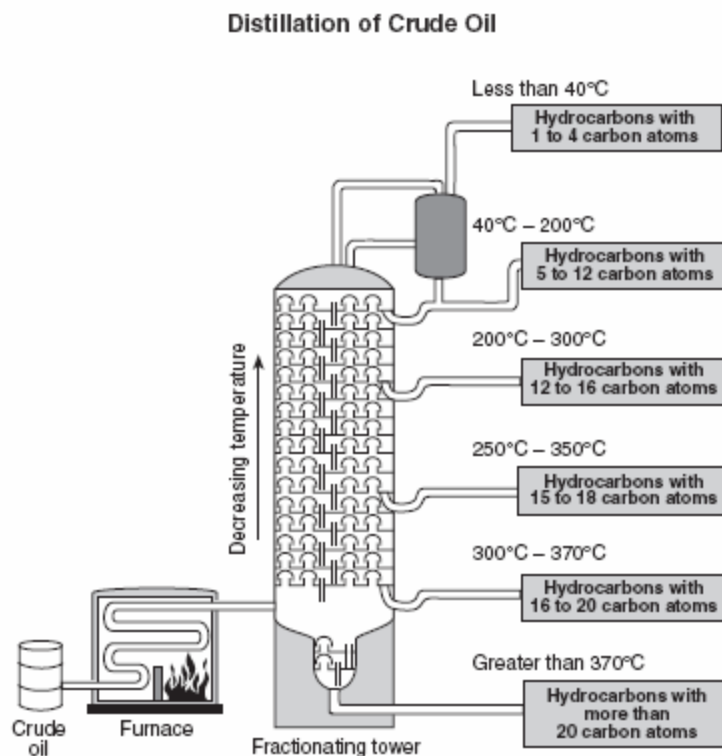 Distillation of Crude Oil
Less than 40°C
Hydrocarbons with
1 to 4 carbon atoms
40°C – 200°C
Hydrocarbons with
5 to 12 carbon atoms
200°C – 300°C
Hydrocarbons with
12 to 16 carbon atoms
Decreasing temperature
250°C – 350°C
Hydrocarbons with
15 to 18 carbon atoms
300°C – 370°C
Hydrocarbons with
16 to 20 carbon atoms
Greater than 370°C
Hydrocarbons with
more than
20 carbon atoms
Crude
oil
Furnace
Fractionating tower